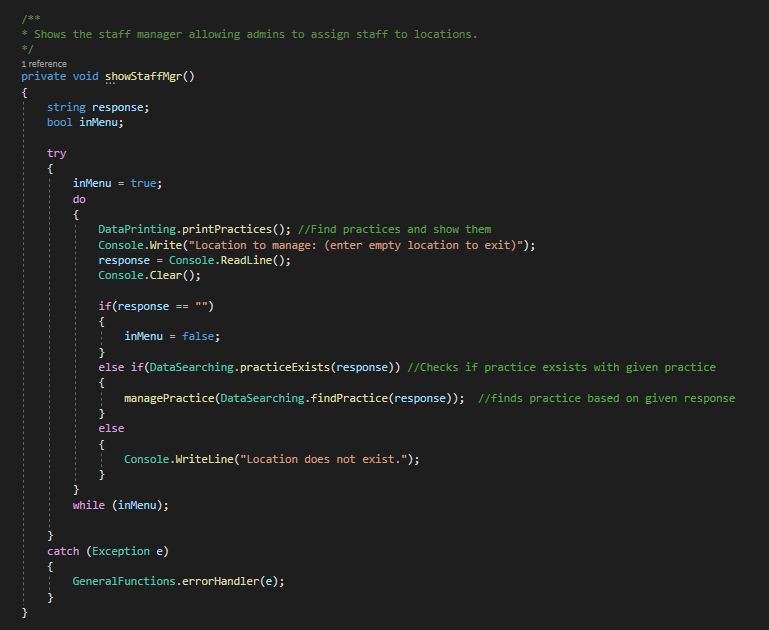 /**
* Shows the staff manager allowing admins to assign staff to locations.
*/
1 reference
private void showStaffMgr()
{
string response;
bool inMenu;
try
{
inMenu = true;
do
{
DataPrinting.printPractices(); //Find practices and show them
Console.Write("Location to manage: (enter empty location to exit)");
response = Console.ReadLine();
Console.Clear();
if(response == "")
{
inMenu = false;
}
else if(DataSearching.practiceExists(response)) //Checks if practice exsists with given practice
{
managePractice(DataSearching.findPractice(response));  //finds practice based on given response
}
else
{
Console.WriteLine("Location does not exist.");
}
}
while (inMenu);
}
catch (Exception e)
{
GeneralFunctions.errorHandler(e);
}
}